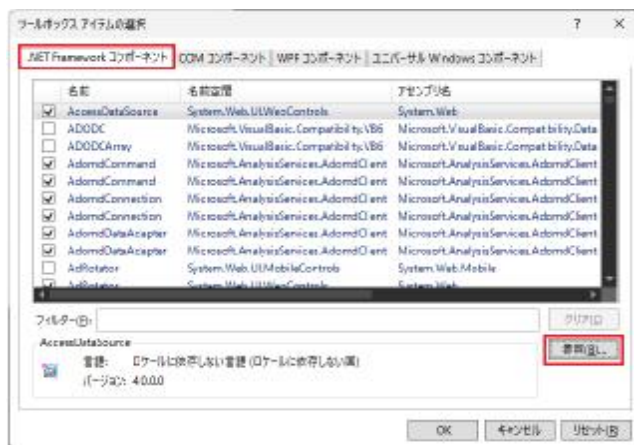 ツールボックス アイテムの選択
.NET Framework コンポーネント COM コンポーネント WPF コンポーネント ユニバーサル Windows コンポーネント
名前 名前空間 アセンブリ名
AccessDataSource System.Web.UI.WebControls System.Web
ADODC Microsoft.VisualBasic.Compatibility.VB6 Microsoft.VisualBasic.Compatibility.Data
ADODCArray Microsoft.VisualBasic.Compatibility.VB6 Microsoft.VisualBasic.Compatibility.Data
AdomdCommand Microsoft.AnalysisServices.AdomdClient Microsoft.AnalysisServices.AdomdClient
AdomdCommand Microsoft.AnalysisServices.AdomdClient Microsoft.AnalysisServices.AdomdClient
AdomdConnection Microsoft.AnalysisServices.AdomdClient Microsoft.AnalysisServices.AdomdClient
AdomdConnection Microsoft.AnalysisServices.AdomdClient Microsoft.AnalysisServices.AdomdClient
AdomdDataAdapter Microsoft.AnalysisServices.AdomdClient Microsoft.AnalysisServices.AdomdClient
AdomdDataAdapter Microsoft.AnalysisServices.AdomdClient Microsoft.AnalysisServices.AdomdClient
AdRotator System.Web.UI.MobileControls System.Web.Mobile
AdRotator System.Web.UI.WebControls System.Web
フィルター(F): クリア(C)
AccessDataSource
参照(B)...
言語: ロケールに依存しない言語 (ロケールに依存しない国)
バージョン: 4.0.0.0
OK キャンセル リセット(R)